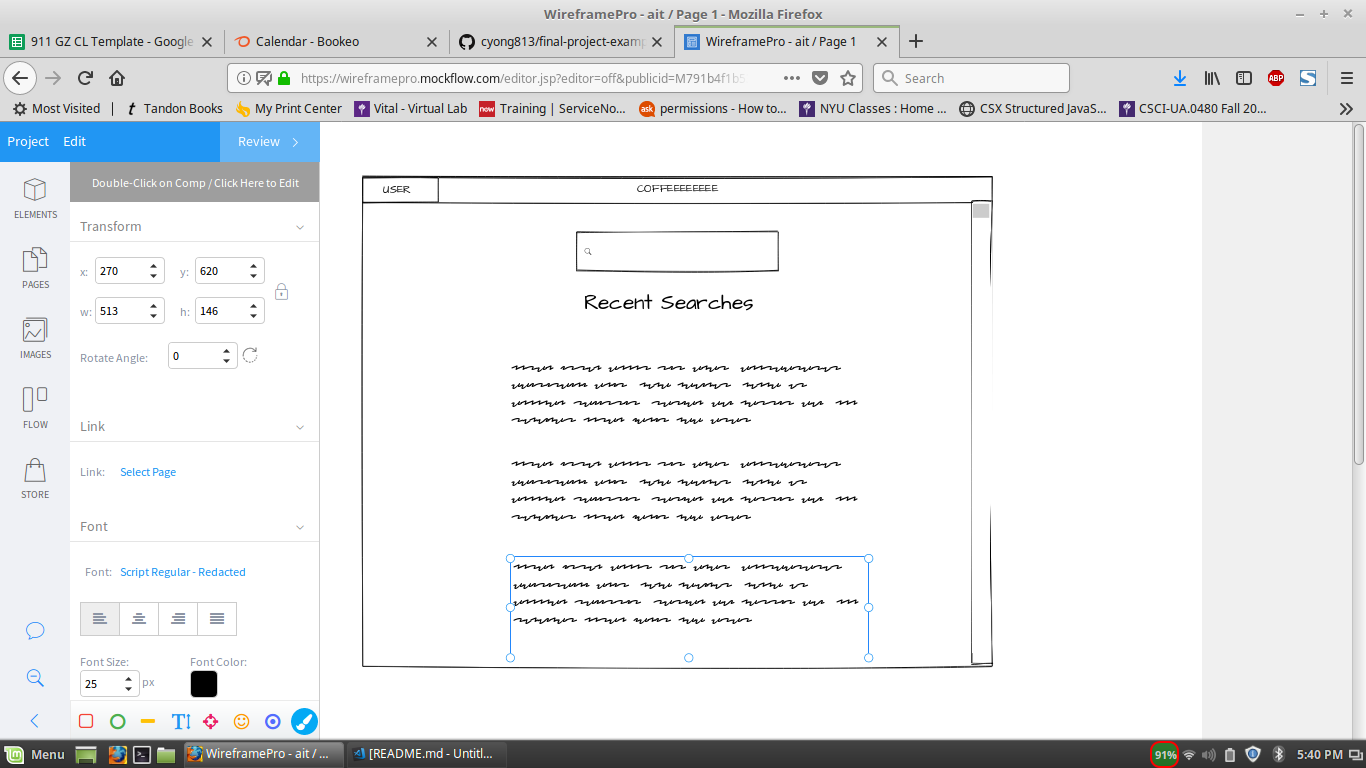 WireframePro - ait / Page 1 - Mozilla Firefox
911 GZ CL Template - Google
Calendar - Bookeo
cyong813/final-project-examp
WireframePro - ait / Page 1
https://wireframepro.mockflow.com/editor.jsp?editor=off&publicid=M791b4f1b5
Search
ABP
S
Most Visited
t Tandon Books
My Print Center
Vital - Virtual Lab
now Training | ServiceNo...
ask permissions - How to...
NYU Classes : Home ...
CSX Structured JavaS...
CSCI-UA.0480 Fall 20...
Project Edit Review
Double-Click on Comp / Click Here to Edit
ELEMENTS
PAGES
IMAGES
FLOW
STORE
Transform
x: 270 y: 620
w: 513 h: 146
Rotate Angle: 0
Link
Link: Select Page
Font
Font: Script Regular - Redacted
Font Size: Font Color:
25 px
T
USER
COFFEEEEEEEE
Recent Searches
Menu
WireframePro - ait / ...
[README.md - Untitl...
91%
5:40 PM